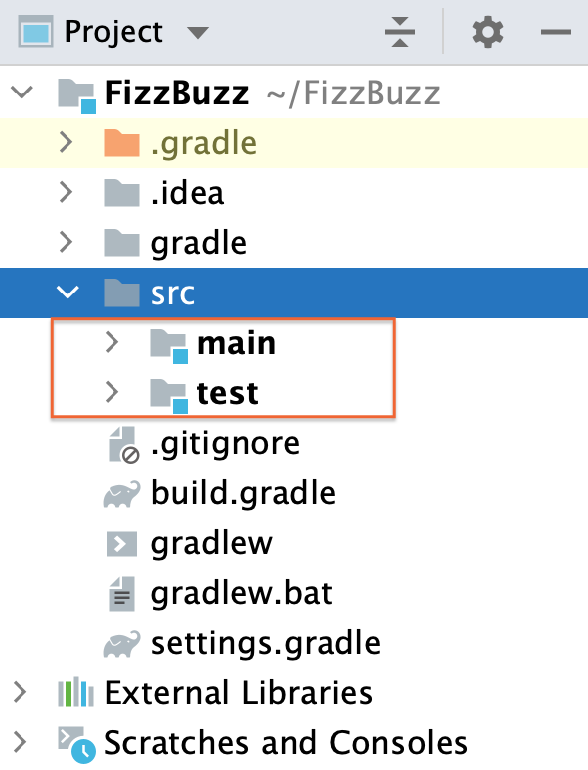 Project
FizzBuzz ~/FizzBuzz
.gradle
.idea
gradle
src
main
test
.gitignore
build.gradle
gradlew
gradlew.bat
settings.gradle
External Libraries
Scratches and Consoles